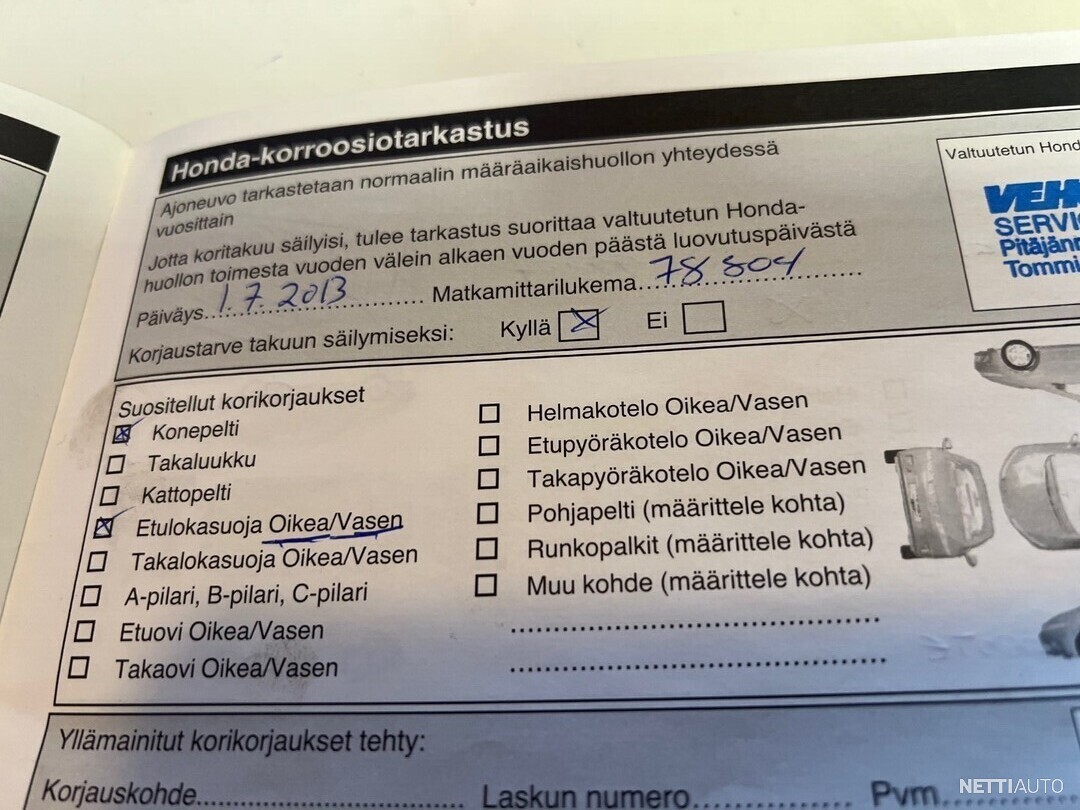 Honda-korroosiotarkastus
Ajoneuvo tarkastetaan normaalin määräaikaishuollon yhteydessä
vuosittain
Jotta koritakuu säilyisi, tulee tarkastus suorittaa valtuutetun Honda-
huollon toimesta vuoden välein alkaen vuoden päästä luovutuspäivästä
Päiväys..1.7.2013.............. Matkamittarilukema...78 804............
Korjaustarve takuun säilymiseksi: Kyllä Ei
Valtuutetun Hond
VEH
SERVI
Pitäjänm
Tommi
Suositellut korikorjaukset
Konepelti
Takaluukku
Kattopelti
Etulokasuoja Oikea/Vasen
Takalokasuoja Oikea/Vasen
A-pilari, B-pilari, C-pilari
Etuovi Oikea/Vasen
Takaovi Oikea/Vasen
Helmakotelo Oikea/Vasen
Etupyöräkotelo Oikea/Vasen
Takapyöräkotelo Oikea/Vasen
Pohjapelti (määrittele kohta)
Runkopalkit (määrittele kohta)
Muu kohde (määrittele kohta)
Yllämainitut korikorjaukset tehty:
Korjauskohde................................ Laskun numero................ Pvm.
NETTIAUTO